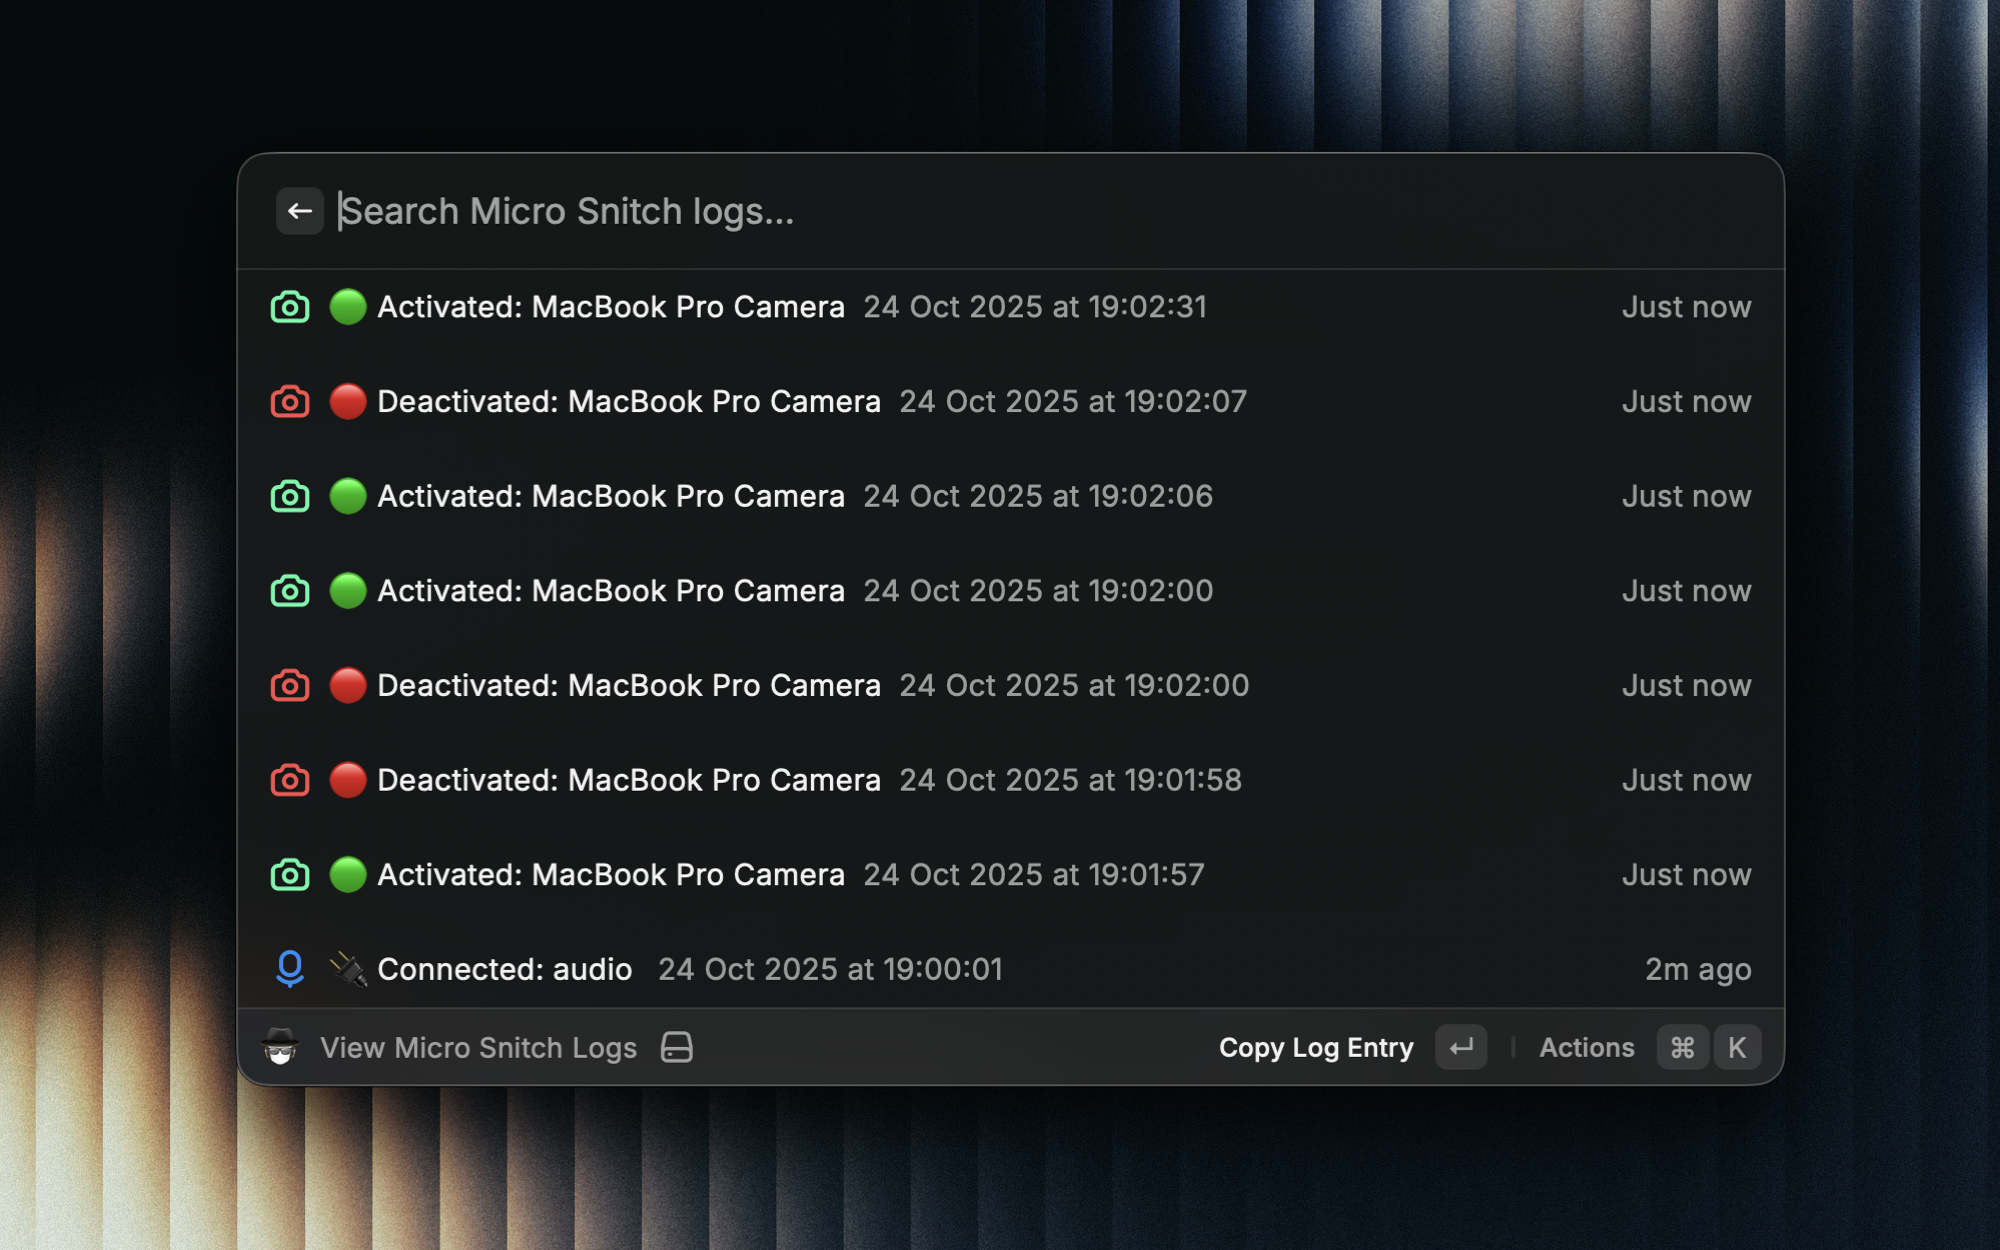 Search Micro Snitch logs...
Activated: MacBook Pro Camera 24 Oct 2025 at 19:02:31 Just now
Deactivated: MacBook Pro Camera 24 Oct 2025 at 19:02:07 Just now
Activated: MacBook Pro Camera 24 Oct 2025 at 19:02:06 Just now
Activated: MacBook Pro Camera 24 Oct 2025 at 19:02:00 Just now
Deactivated: MacBook Pro Camera 24 Oct 2025 at 19:02:00 Just now
Deactivated: MacBook Pro Camera 24 Oct 2025 at 19:01:58 Just now
Activated: MacBook Pro Camera 24 Oct 2025 at 19:01:57 Just now
Connected: audio 24 Oct 2025 at 19:00:01 2m ago
View Micro Snitch Logs Copy Log Entry ↵ Actions ⌘ K